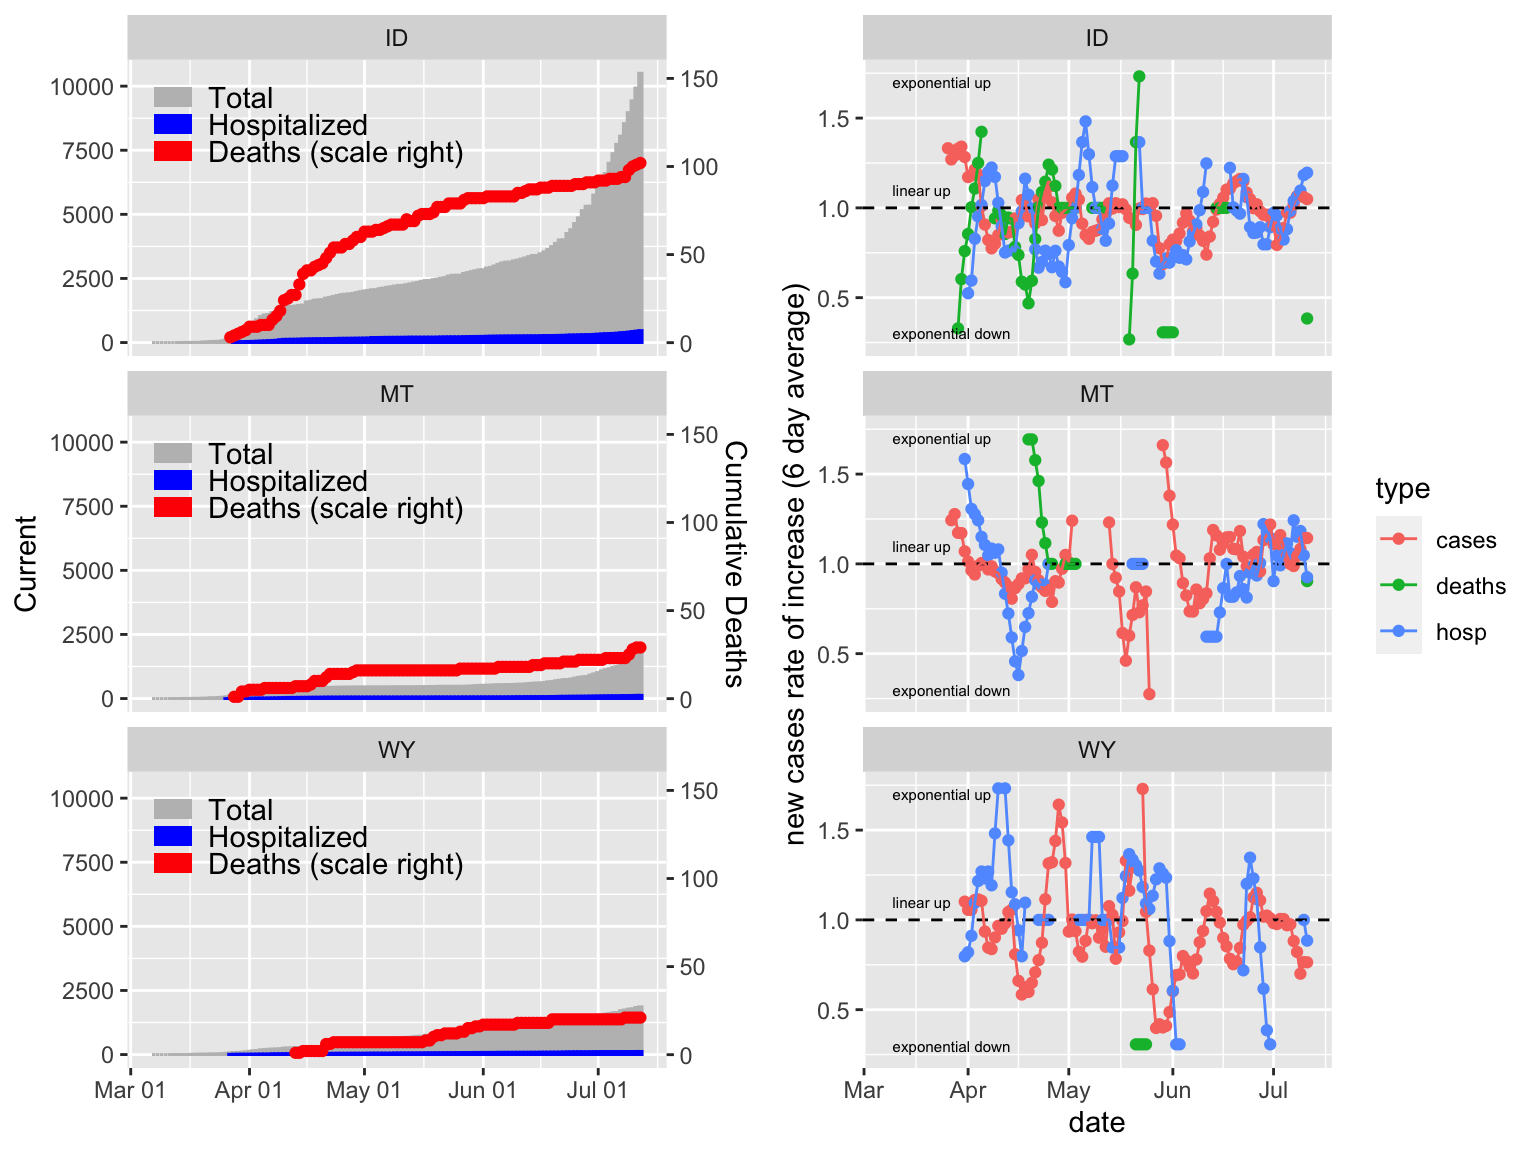 ID
10000
7500
5000
2500
0
Total
Hospitalized
Deaths (scale right)
150
100
50
0
MT
10000
7500
5000
2500
0
Total
Hospitalized
Deaths (scale right)
150
100
50
0
WY
10000
7500
5000
2500
0
Total
Hospitalized
Deaths (scale right)
150
100
50
0
Mar 01
Apr 01
May 01
Jun 01
Jul 01
Current
Cumulative Deaths
ID
1.5
1.0
0.5
exponential up
linear up
exponential down
MT
1.5
1.0
0.5
exponential up
linear up
exponential down
WY
1.5
1.0
0.5
exponential up
linear up
exponential down
Mar
Apr
May
Jun
Jul
date
new cases rate of increase (6 day average)
type
cases
deaths
hosp